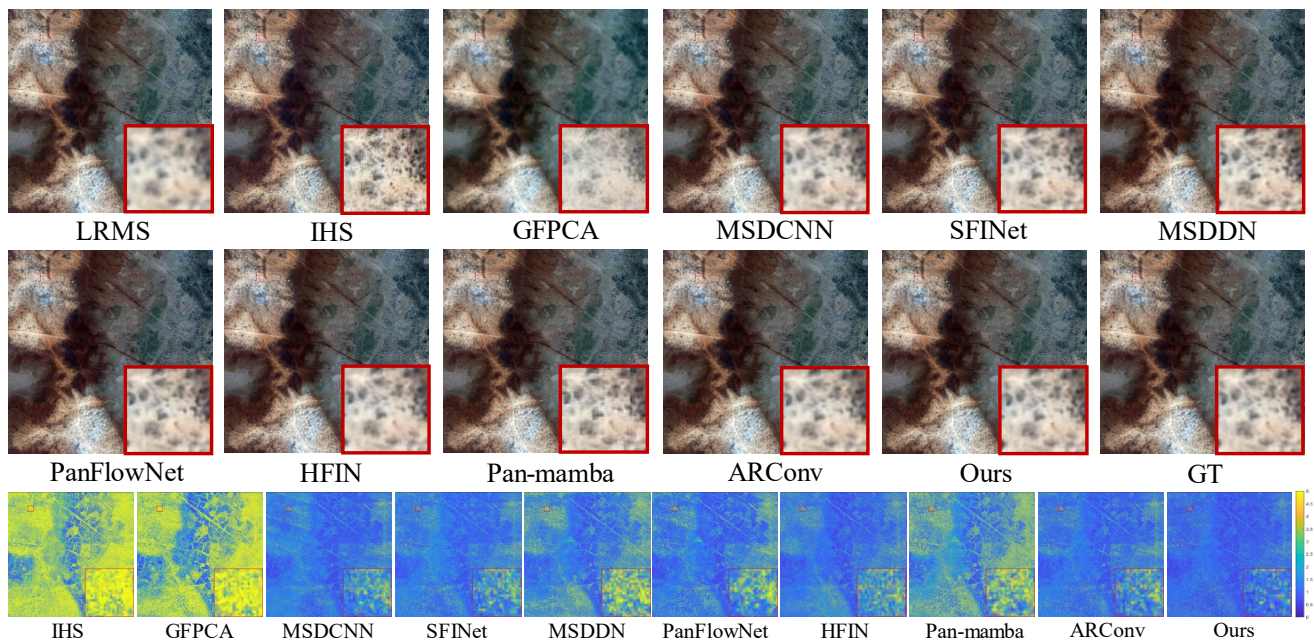 LRMS IHS GFPCA MSDCNN SFINet MSDDN
PanFlowNet HFIN Pan-mamba ARConv Ours GT
IHS GFPCA MSDCNN SFINet MSDDN PanFlowNet HFIN Pan-mamba ARConv Ours